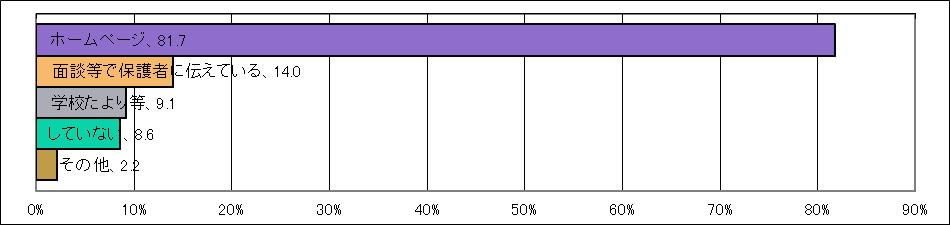 ホームページ、81.7
面談等で保護者に伝えている、14.0
学校たより等、9.1
していない、8.6
その他、2.2
0% 10% 20% 30% 40% 50% 60% 70% 80% 90%